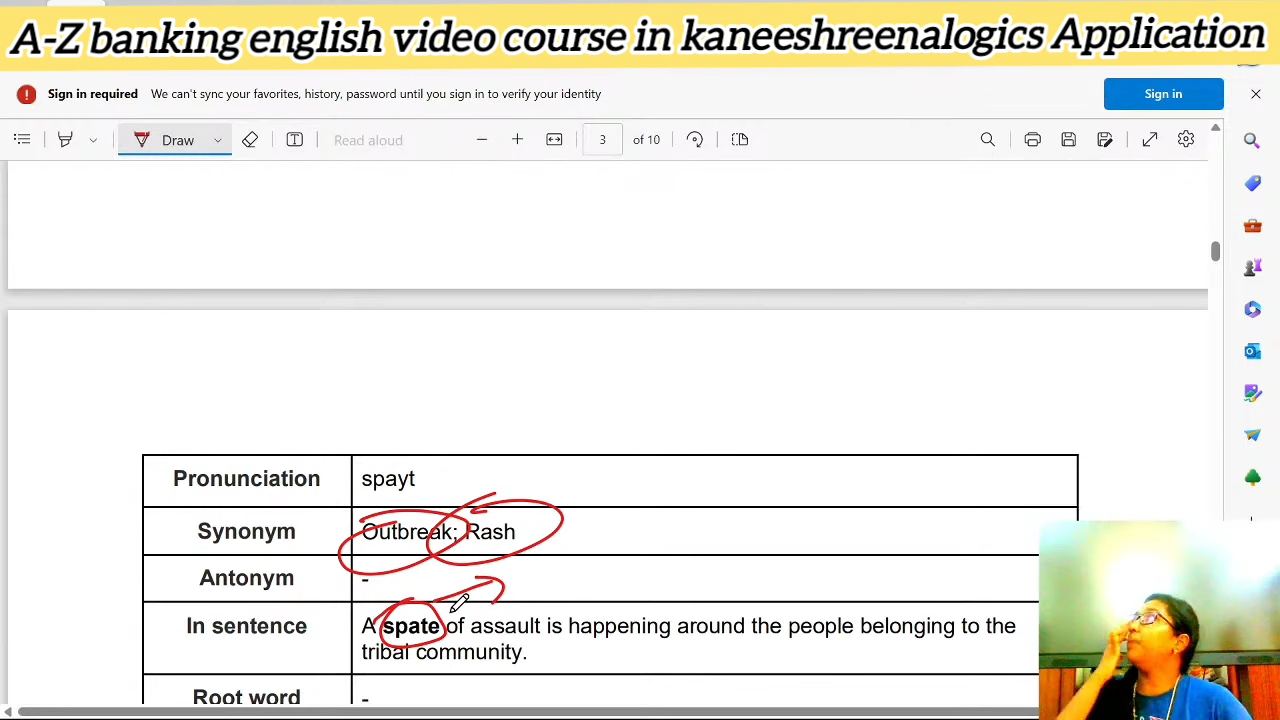 A-Z banking english video course in kaneeshreenalogics Application
Sign in required We can't sync your favorites, history, password until you sign in to verify your identity
Sign in
Draw
Read aloud
3 of 10
Pronunciation spayt
Synonym Outbreak; Rash
Antonym -
In sentence A spate of assault is happening around the people belonging to the
tribal community.
Root word -